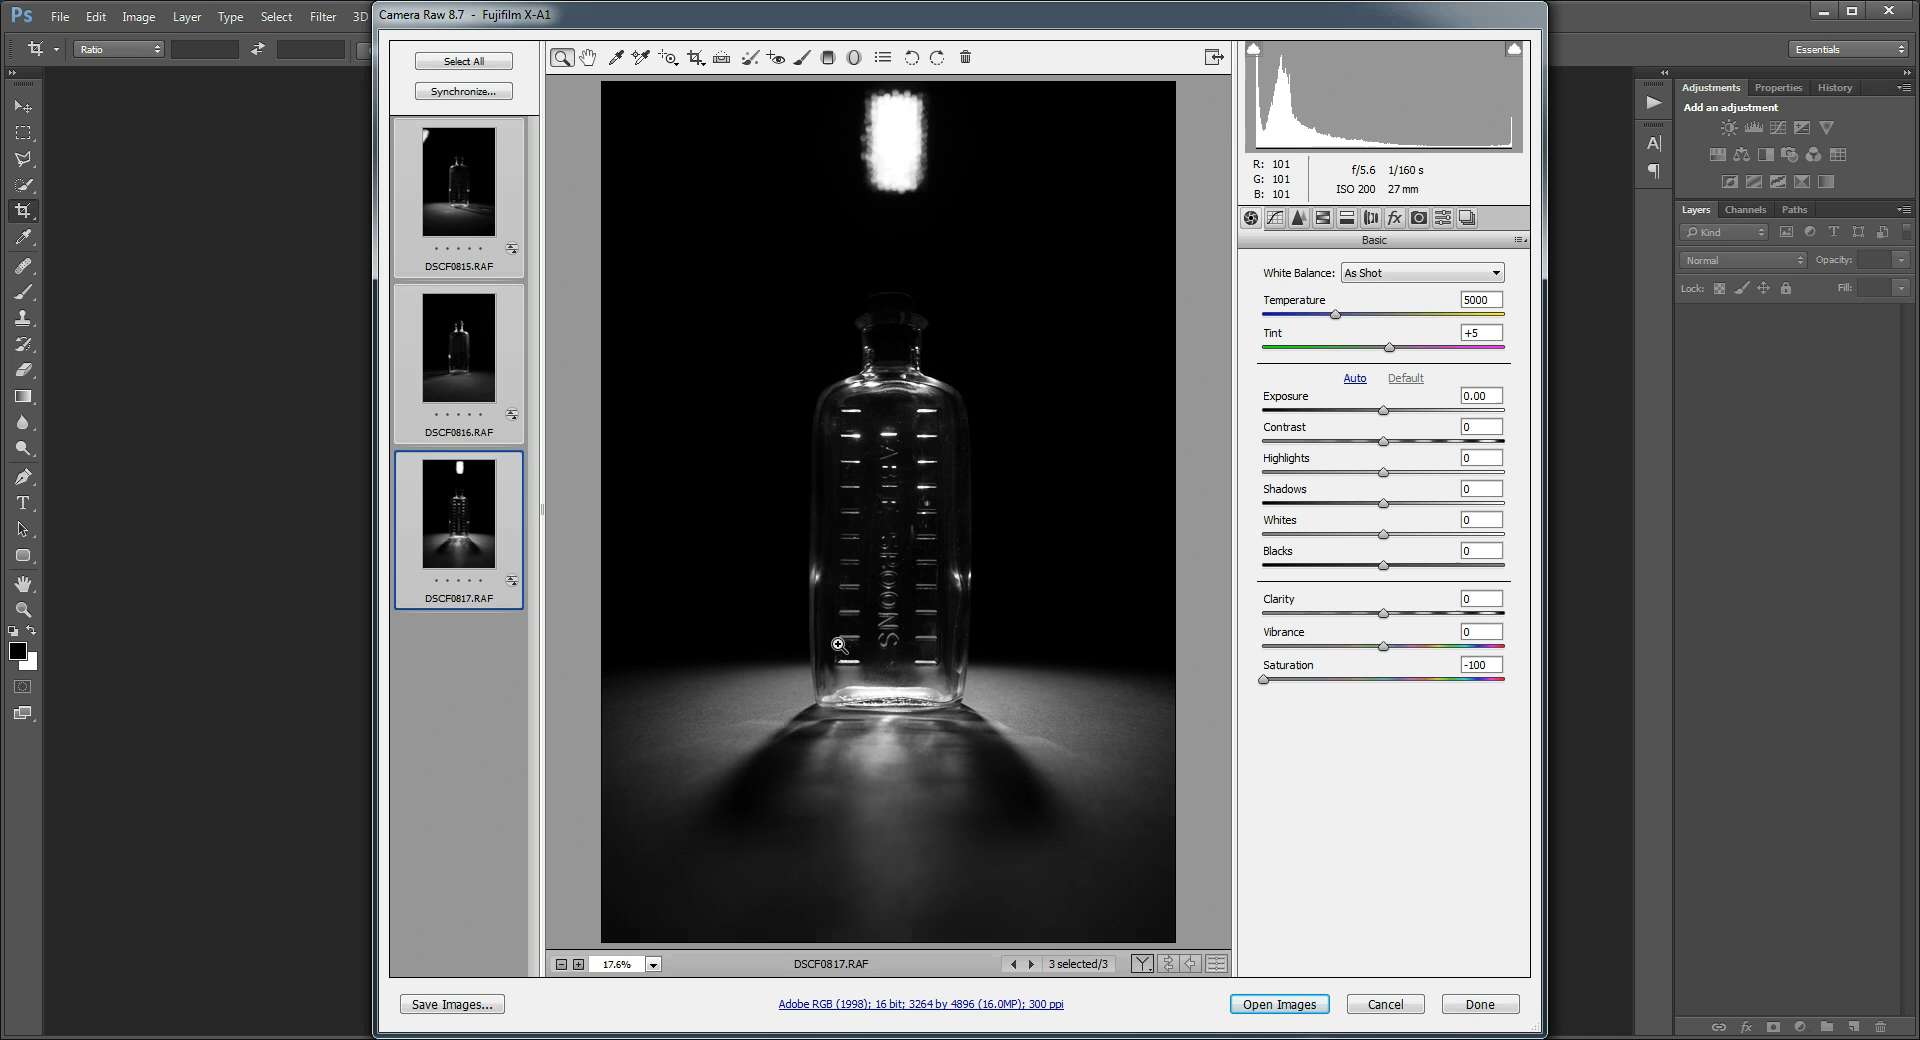 Ps File Edit Image Layer Type Select Filter 3D
Camera Raw 8.7 - Fujifilm X-A1
Ratio
Essentials
Select All
Synchronize...
DSCF0815.RAF
DSCF0816.RAF
DSCF0817.RAF
SPOONS
R: 101
G: 101
B: 101
f/5.6 1/160 s
ISO 200 27 mm
fx
Basic
White Balance: As Shot
Temperature 5000
Tint +5
Auto Default
Exposure 0.00
Contrast 0
Highlights 0
Shadows 0
Whites 0
Blacks 0
Clarity 0
Vibrance 0
Saturation -100
17.6%
DSCF0817.RAF
3 selected/3
Save Images...
Adobe RGB (1998); 16 bit; 3264 by 4896 (16.0MP); 300 ppi
Open Images
Cancel
Done
Adjustments Properties History
Add an adjustment
Layers Channels Paths
Kind
Normal Opacity:
Lock: Fill:
fx